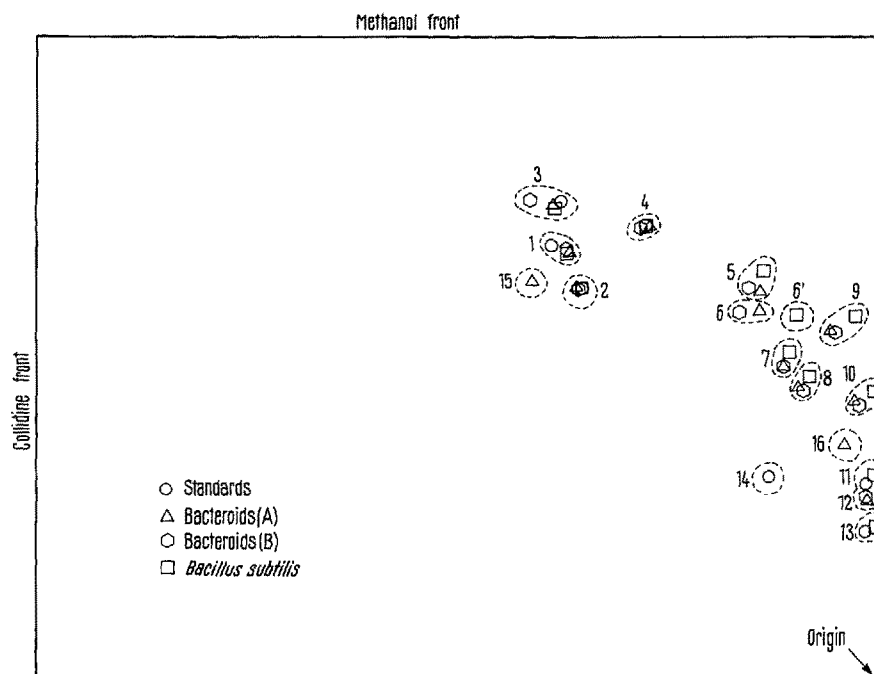 Methanol front
3
4
1
15
2
5
6'
9
6
7
8
10
16
14
11
12
13
Collidine front
Standards
Bacteroids(A)
Bacteroids(B)
Bacillus subtilis
Origin